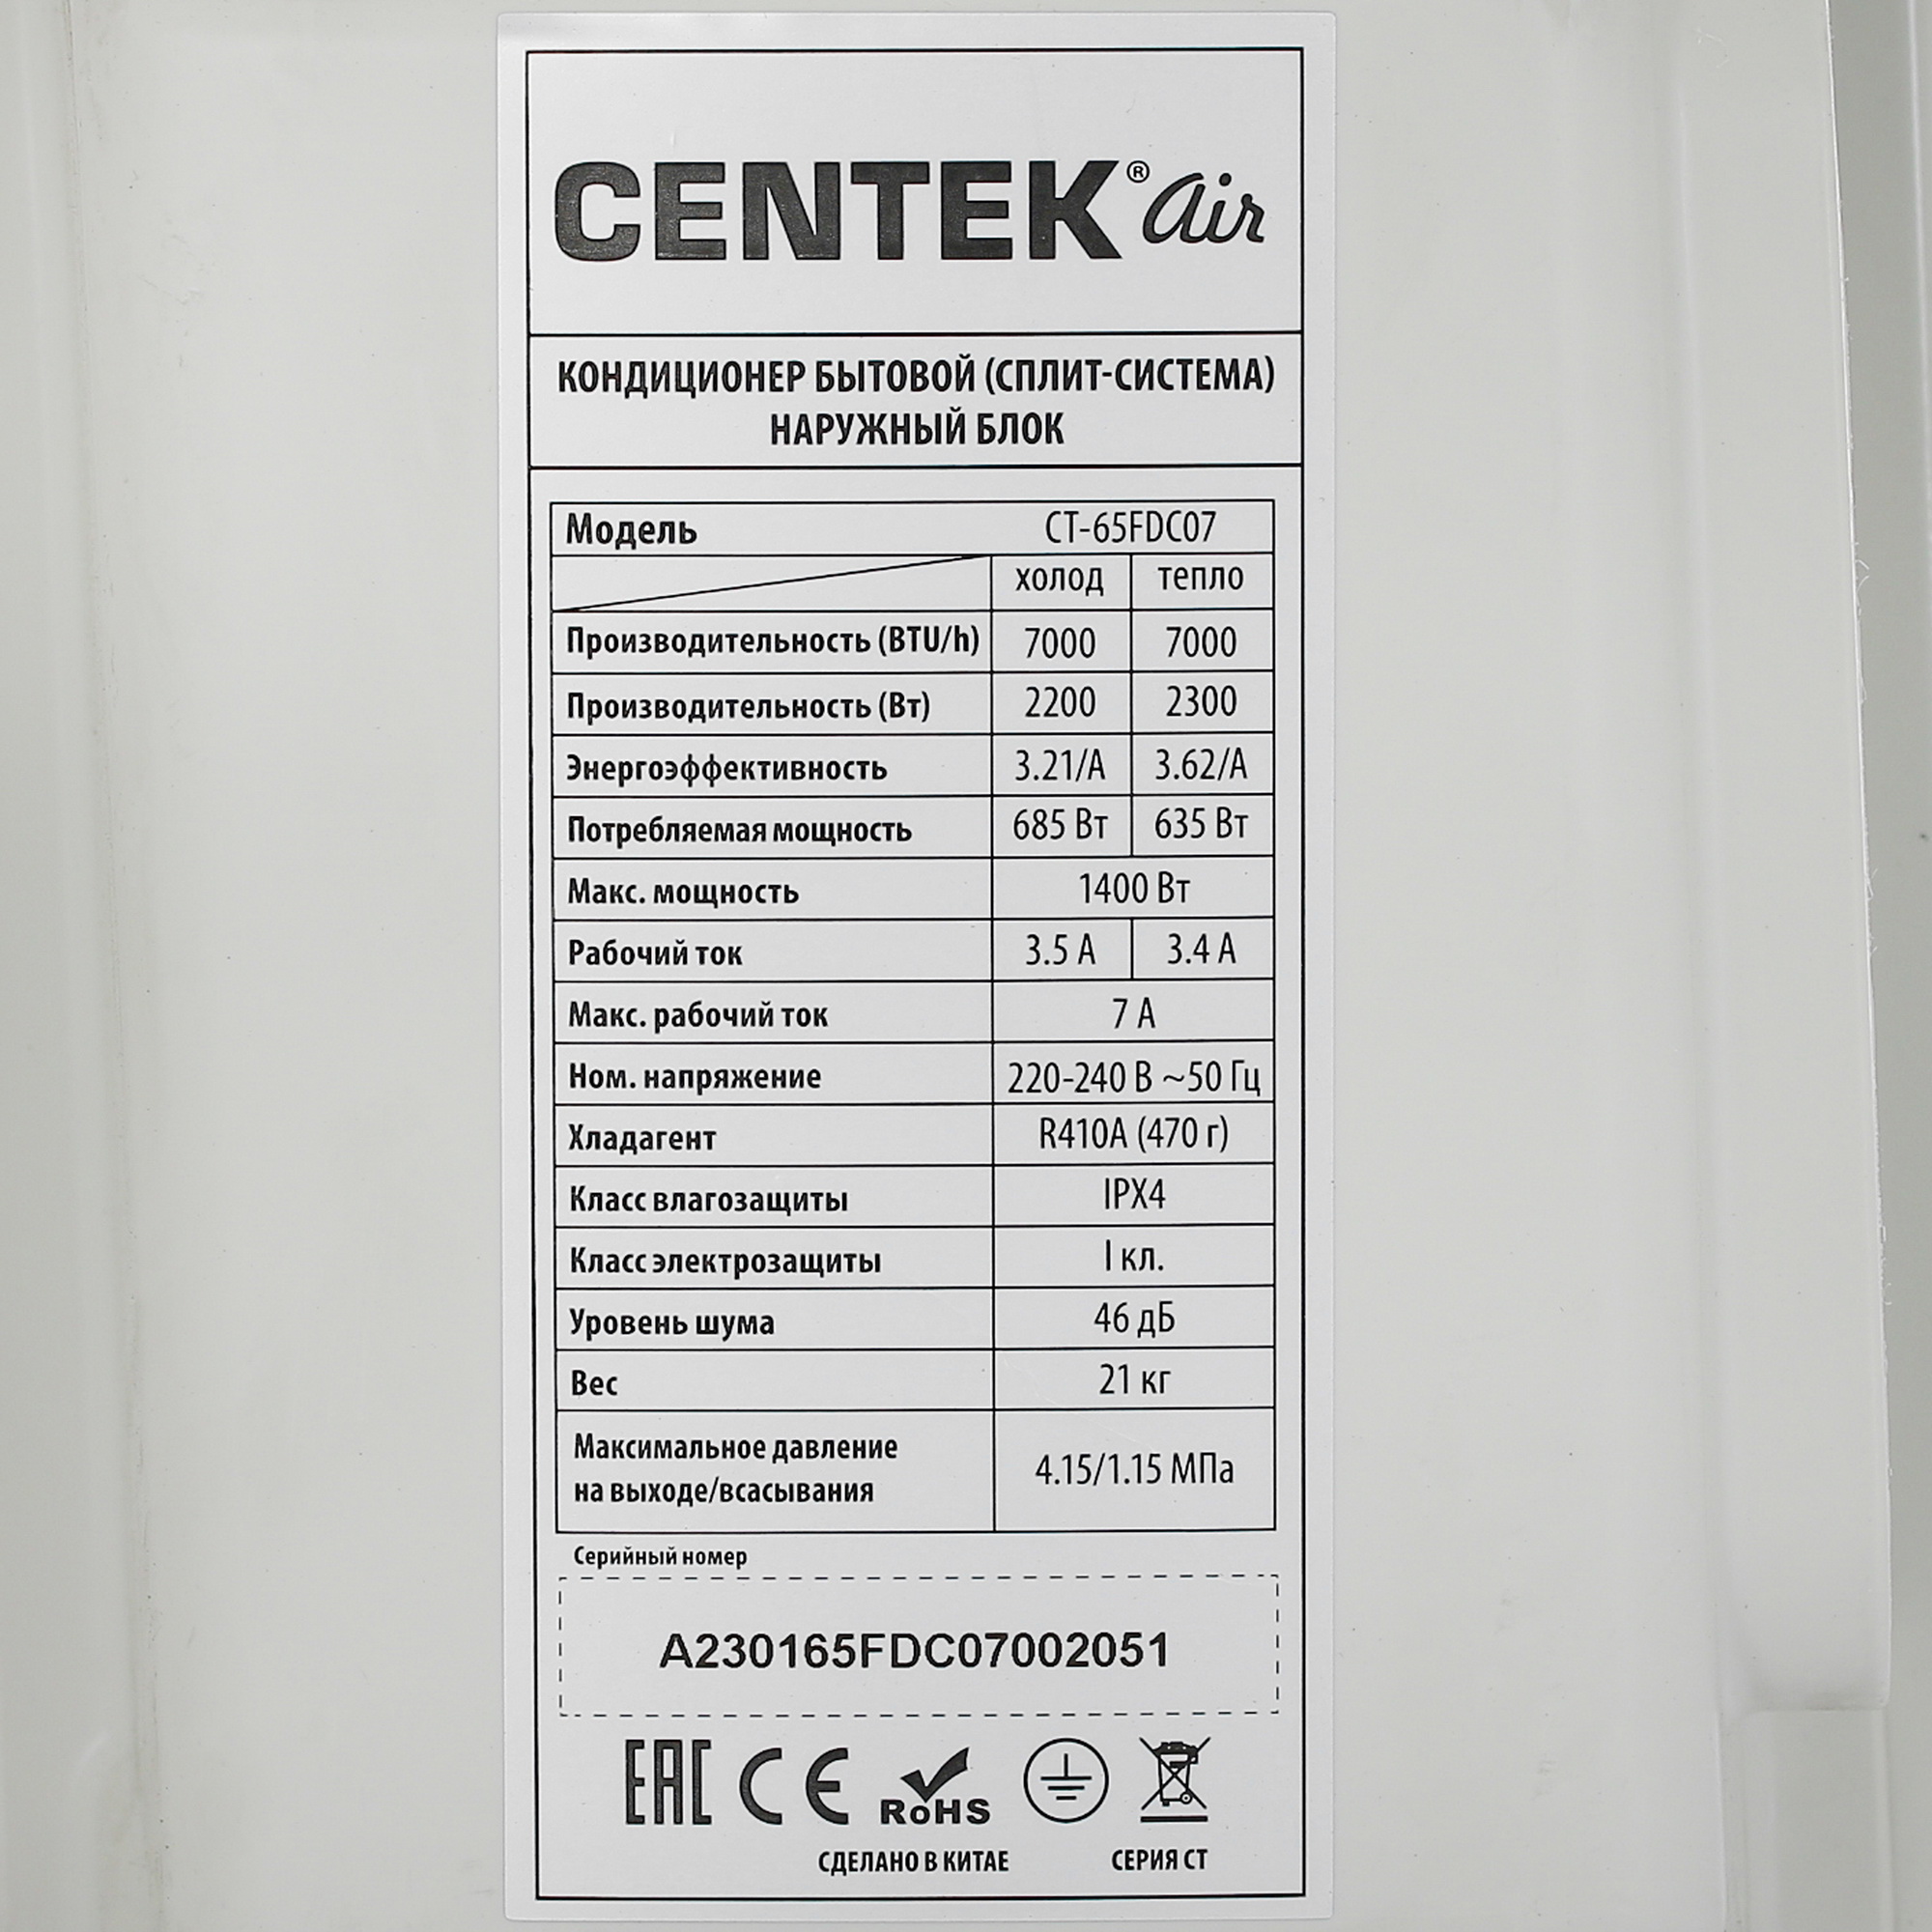 CENTEK® air
КОНДИЦИОНЕР БЫТОВОЙ (СПЛИТ-СИСТЕМА)
НАРУЖНЫЙ БЛОК
Модель CT-65FDC07
холод тепло
Производительность (BTU/h) 7000 7000
Производительность (Вт) 2200 2300
Энергоэффективность 3.21/A 3.62/A
Потребляемая мощность 685 Вт 635 Вт
Макс. мощность 1400 Вт
Рабочий ток 3.5 А 3.4 А
Макс. рабочий ток 7 А
Ном. напряжение 220-240 В ~50 Гц
Хладагент R410A (470 г)
Класс влагозащиты IPX4
Класс электрозащиты I кл.
Уровень шума 46 дБ
Вес 21 кг
Максимальное давление
на выходе/всасывания 4.15/1.15 МПа
Серийный номер
A230165FDC07002051
EAC CE RoHS
СДЕЛАНО В КИТАЕ СЕРИЯ СТ